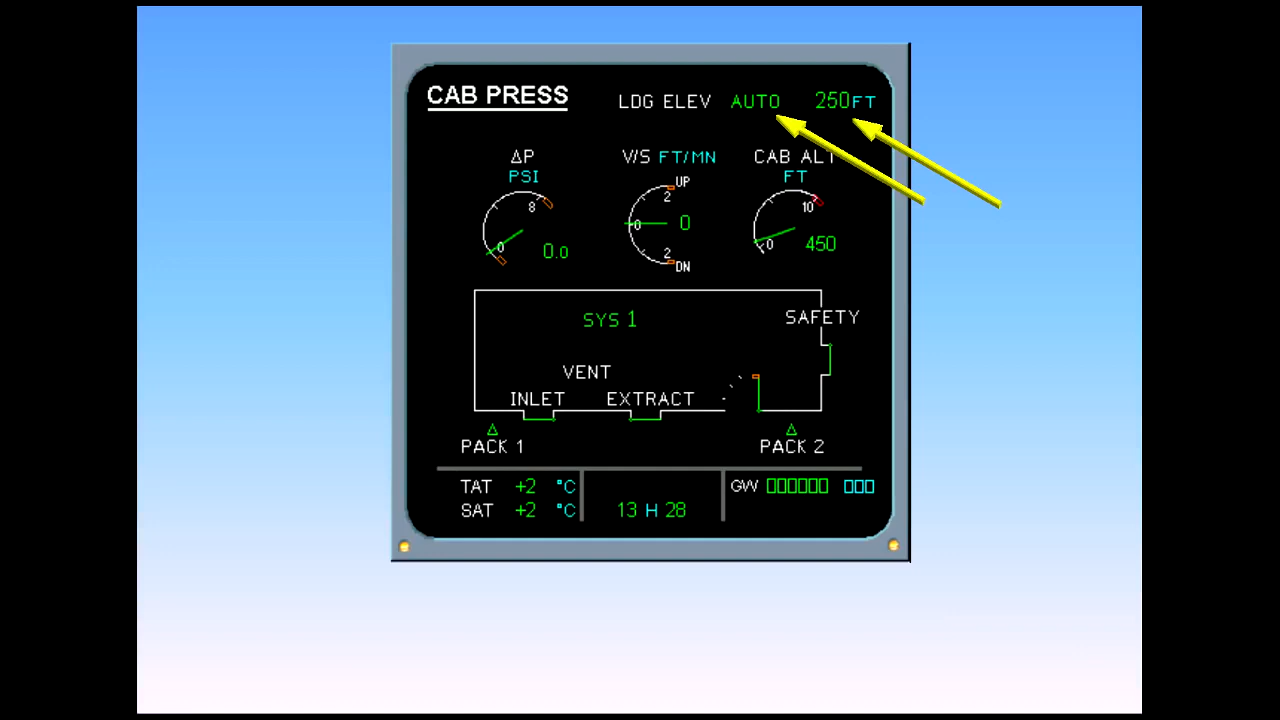 CAB PRESS LDG ELEV AUTO 250FT
ΔP V/S FT/MN CAB ALT
PSI FT
UP
8 2 10
0 0.0 0 0 0 450
2 DN
SYS 1
SAFETY
VENT
INLET EXTRACT
PACK 1 PACK 2
TAT +2 °C GW
SAT +2 °C 13 H 28